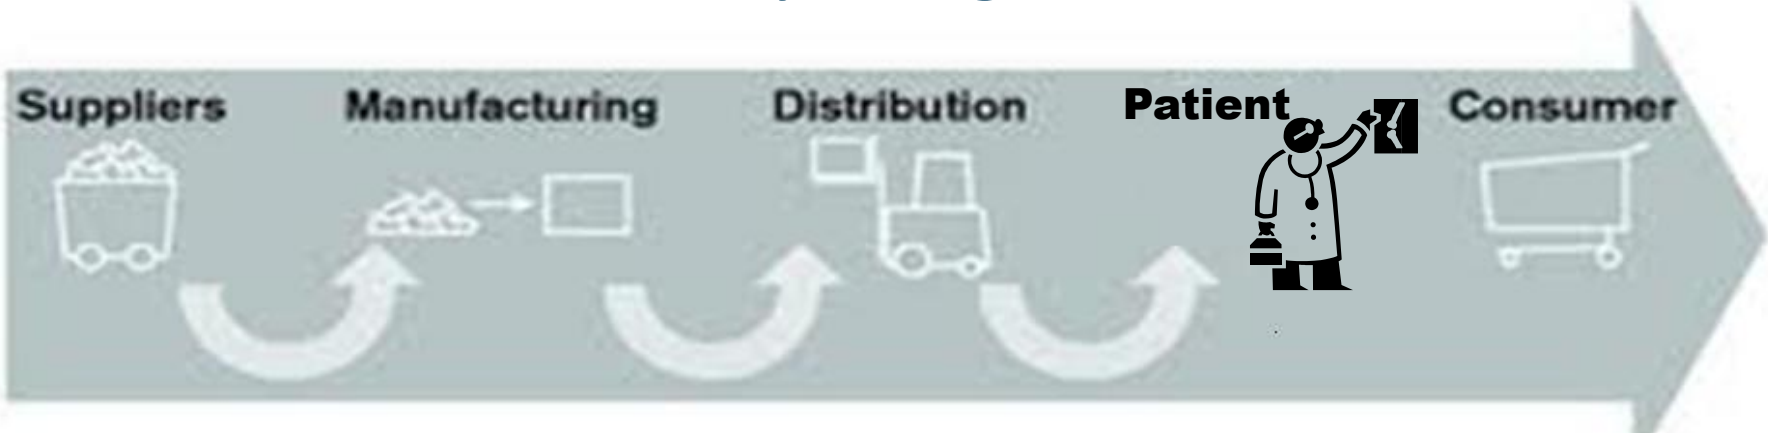 Suppliers
Manufacturing
Distribution
Patient
Consumer